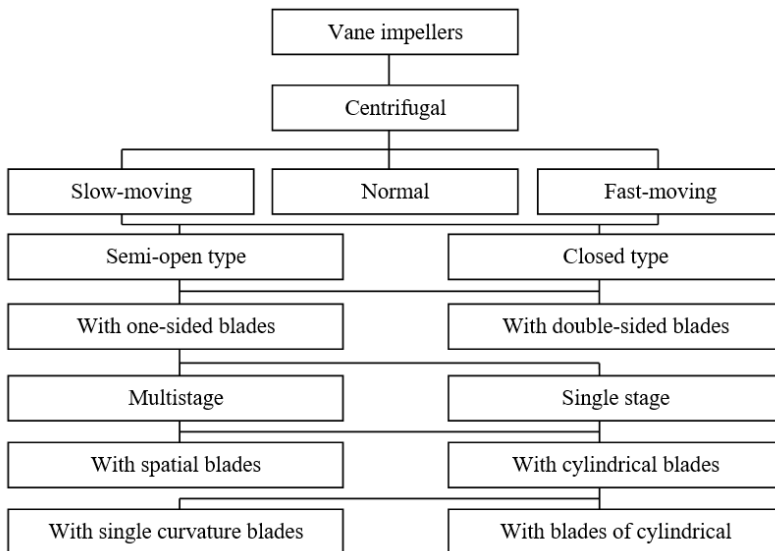 Vane impellers
Centrifugal
Slow-moving
Normal
Fast-moving
Semi-open type
Closed type
With one-sided blades
With double-sided blades
Multistage
Single stage
With spatial blades
With cylindrical blades
With single curvature blades
With blades of cylindrical